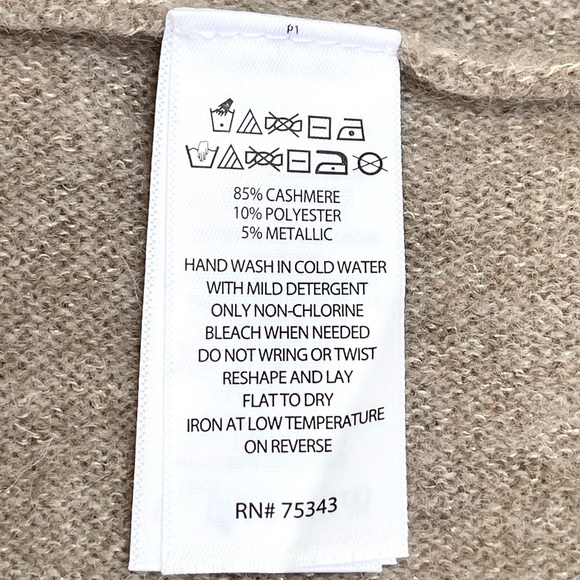 P1
85% CASHMERE
10% POLYESTER
5% METALLIC
HAND WASH IN COLD WATER
WITH MILD DETERGENT
ONLY NON-CHLORINE
BLEACH WHEN NEEDED
DO NOT WRING OR TWIST
RESHAPE AND LAY
FLAT TO DRY
IRON AT LOW TEMPERATURE
ON REVERSE
RN# 75343